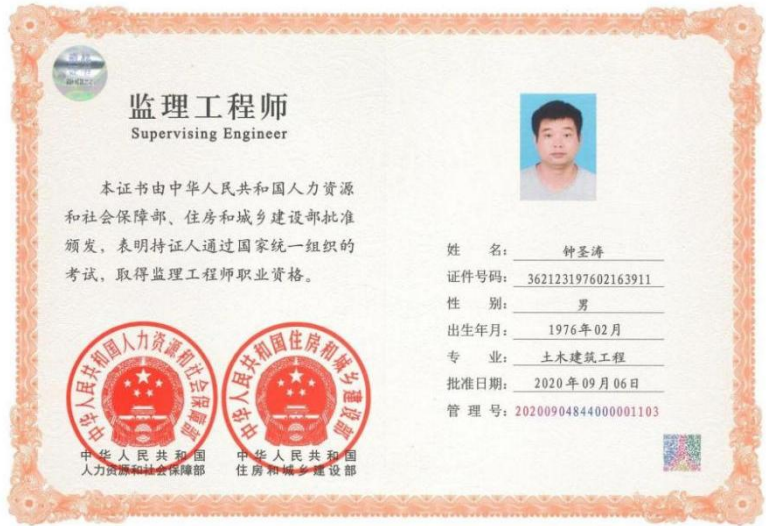 监理工程师
Supervising Engineer
本证书由中华人民共和国人力资源
和社会保障部、住房和城乡建设部批准
颁发，表明持证人通过国家统一组织的
考试，取得监理工程师职业资格。
中华人民共和国人力资源和社会保障部
中华人民共和国
人力资源和社会保障部
中华人民共和国住房和城乡建设部
中华人民共和国
住房和城乡建设部
姓 名： 钟圣涛
证件号码： 362123197602163911
性 别： 男
出生年月： 1976年02月
专 业： 土木建筑工程
批准日期： 2020年09月06日
管 理 号： 20200904844000001103